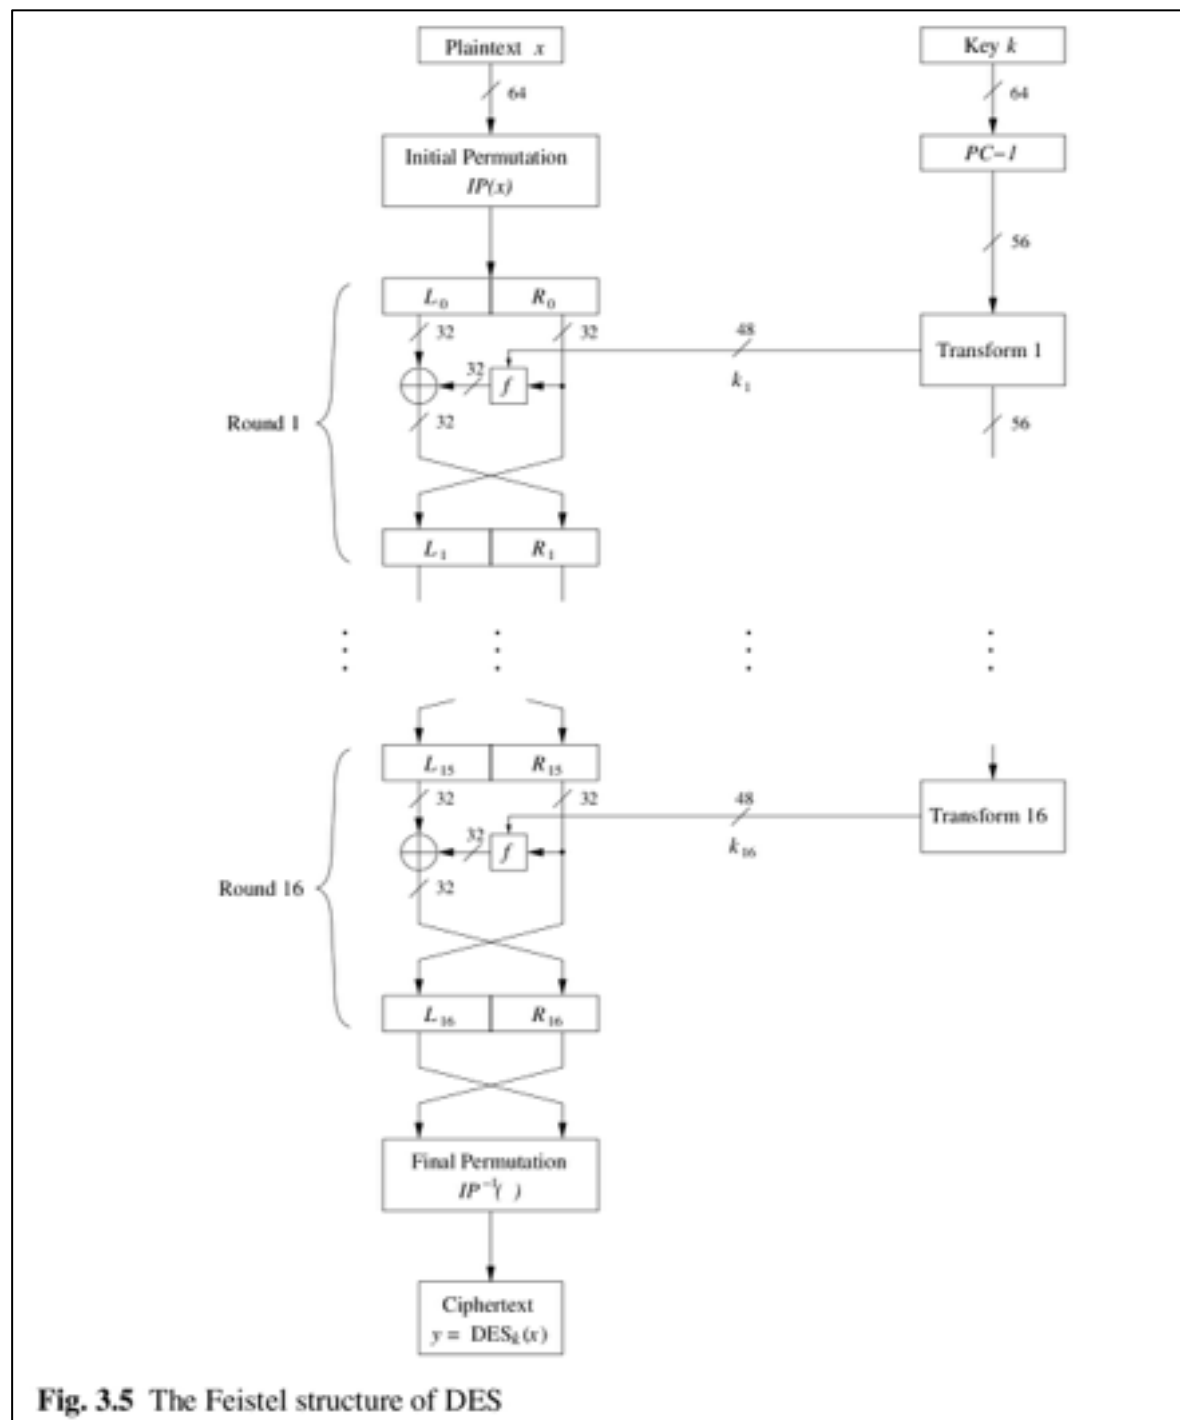 Plaintext x
Key k
64
64
Initial Permutation
IP(x)
PC-1
56
L0
R0
32
32
48
Transform 1
32
f
k1
Round 1
32
56
L1
R1
L15
R15
32
32
48
Transform 16
32
f
k16
Round 16
32
L16
R16
Final Permutation
IP⁻¹( )
Ciphertext
y = DESk(x)
Fig. 3.5 The Feistel structure of DES